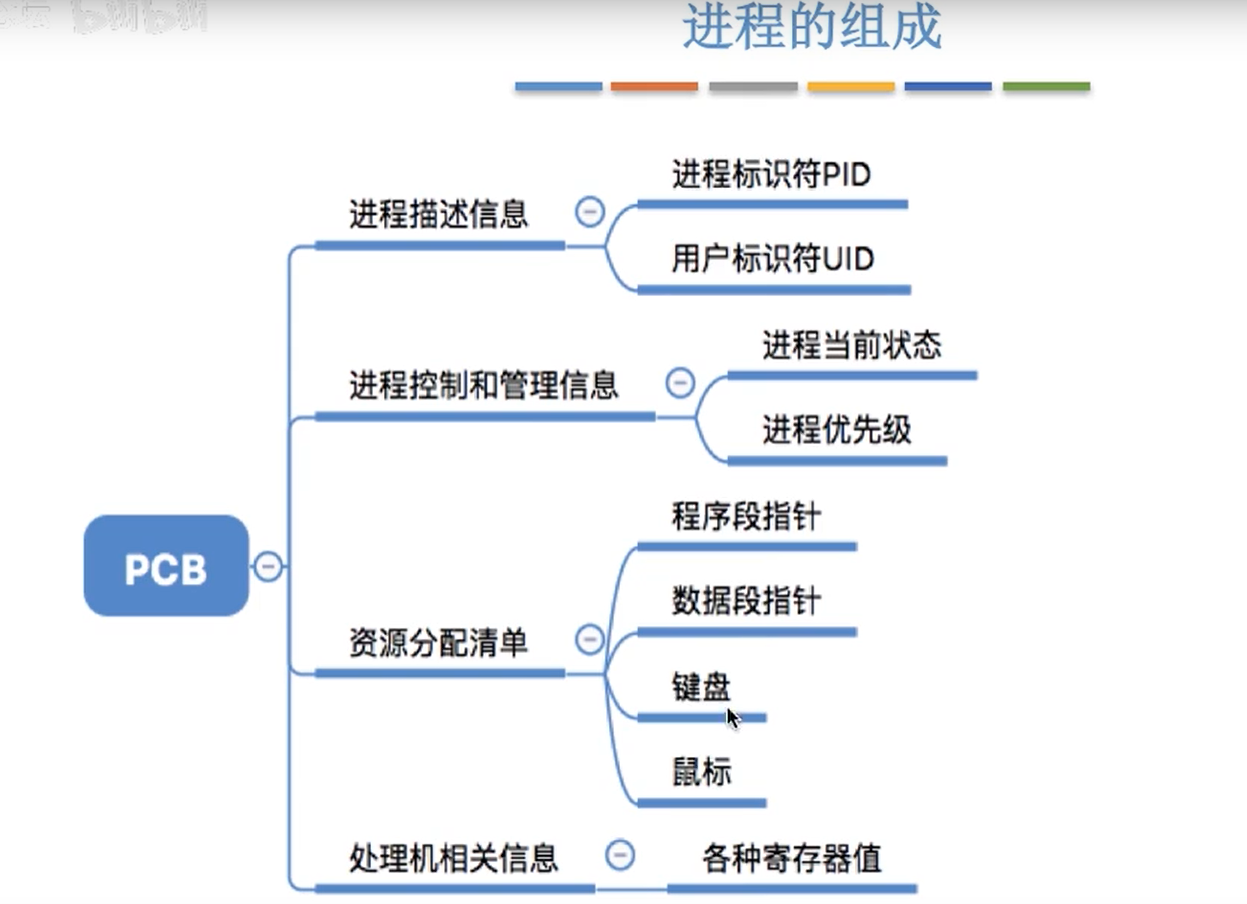 进程的组成
进程描述信息
进程标识符PID
用户标识符UID
进程控制和管理信息
进程当前状态
进程优先级
PCB
资源分配清单
程序段指针
数据段指针
键盘
鼠标
处理机相关信息
各种寄存器值